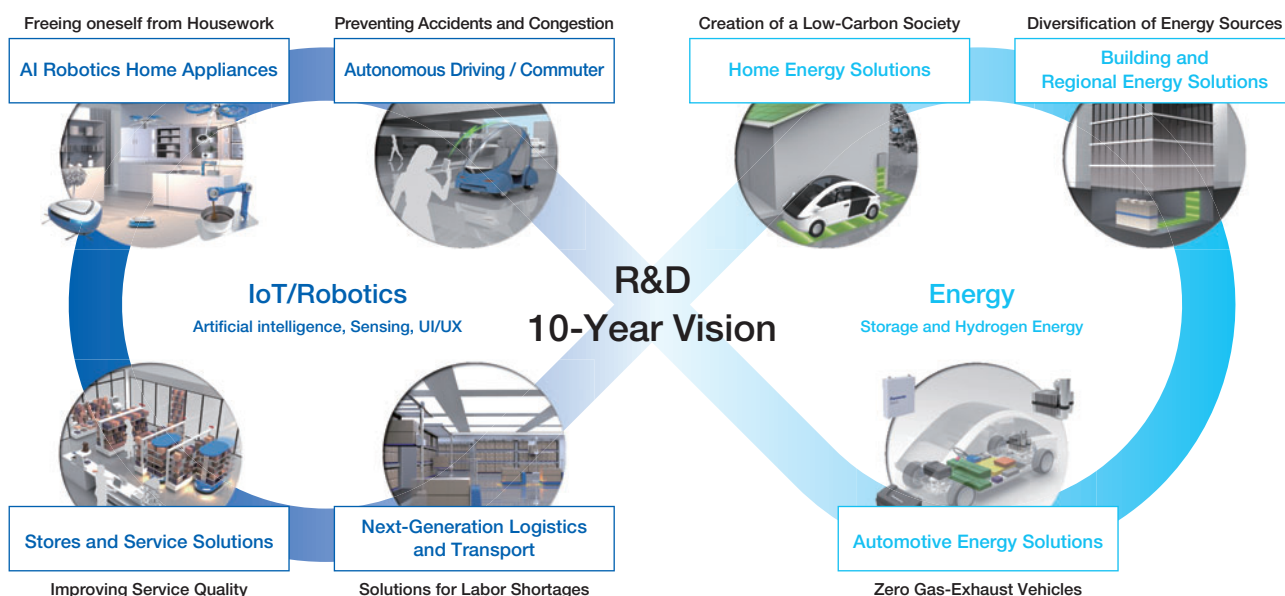 Freeing oneself from Housework
AI Robotics Home Appliances
Preventing Accidents and Congestion
Autonomous Driving / Commuter
Creation of a Low-Carbon Society
Home Energy Solutions
Diversification of Energy Sources
Building and
Regional Energy Solutions
IoT/Robotics
Artificial intelligence, Sensing, UI/UX
R&D
10-Year Vision
Energy
Storage and Hydrogen Energy
Panasonic
Stores and Service Solutions
Improving Service Quality
Next-Generation Logistics
and Transport
Solutions for Labor Shortages
Automotive Energy Solutions
Zero Gas-Exhaust Vehicles